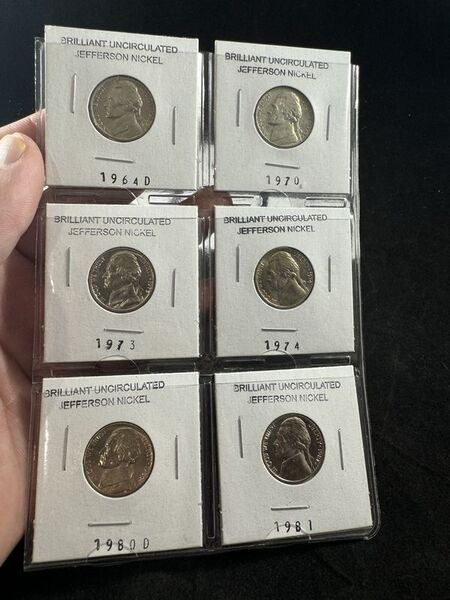 BRILLIANT UNCIRCULATED
JEFFERSON NICKEL
1964D
BRILLIANT UNCIRCULATED
JEFFERSON NICKEL
1970
BRILLIANT UNCIRCULATED
JEFFERSON NICKEL
1973
BRILLIANT UNCIRCULATED
JEFFERSON NICKEL
1974
BRILLIANT UNCIRCULATED
JEFFERSON NICKEL
1980D
BRILLIANT UNCIRCULATED
JEFFERSON NICKEL
1981